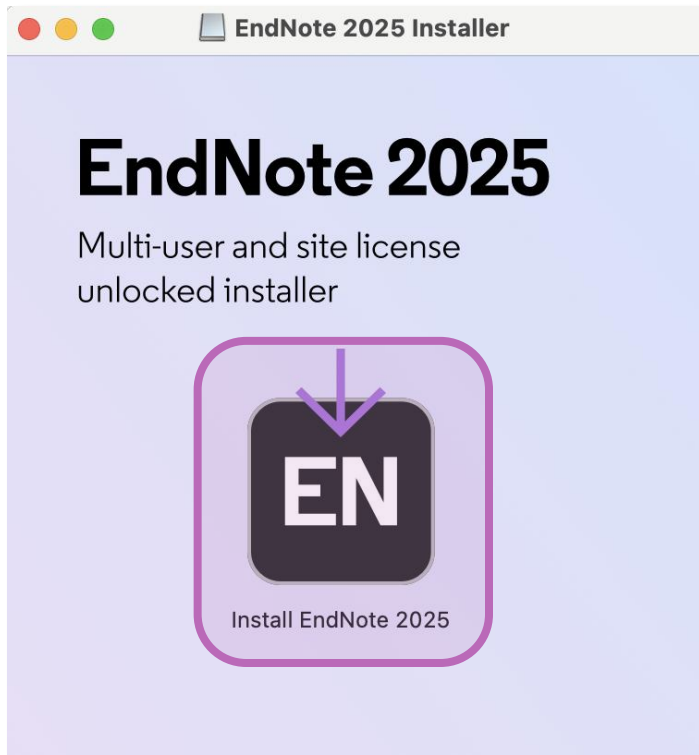 EndNote 2025 Installer
EndNote 2025
Multi-user and site license
unlocked installer
EN
Install EndNote 2025